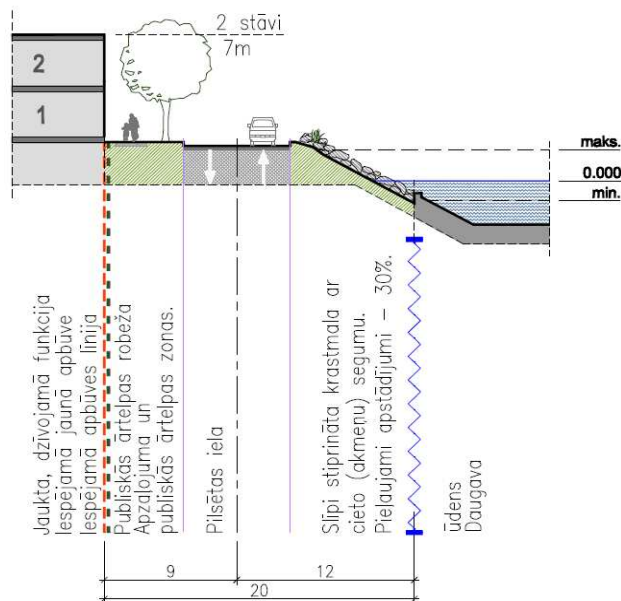 2 stāvi
7m
2
1
maks.
0.000
min.
Jaukta, dzīvojamā funkcija
Iespējamā jaunā apbūve
Iespējamā apbūves līnija
Publiskās ārtelpas robeža
Apzaļojuma un
publiskās ārtelpas zonas.
Pilsētas iela
Slīpi stiprināta krastmala ar
cieto (akmeņu) segumu.
Pieļaujami apstādījumi – 30%.
ūdens
Daugava
9
12
20